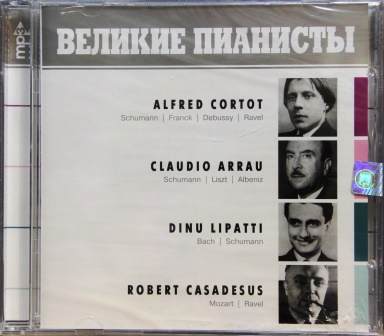 mp3
ВЕЛИКИЕ ПИАНИСТЫ
ALFRED CORTOT
Schumann | Franck | Debussy | Ravel
CLAUDIO ARRAU
Schumann | Liszt | Albeniz
DINU LIPATTI
Bach | Schumann
ROBERT CASADESUS
Mozart | Ravel